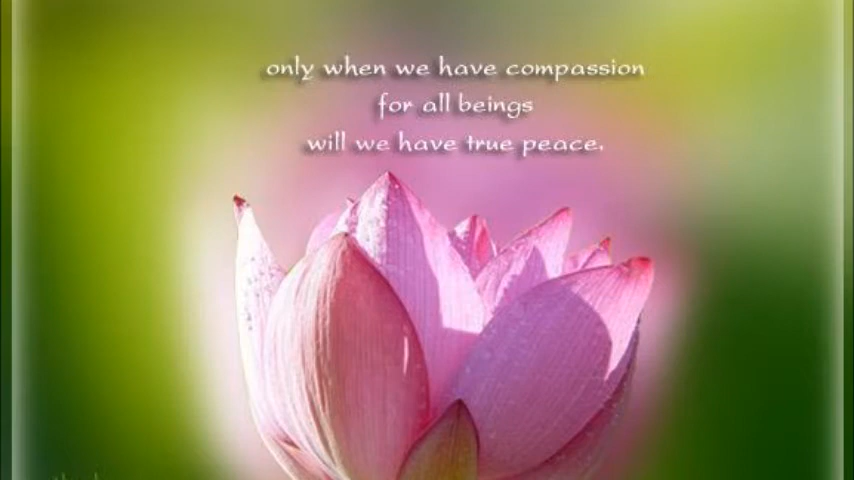 only when we have compassion
for all beings
will we have true peace.